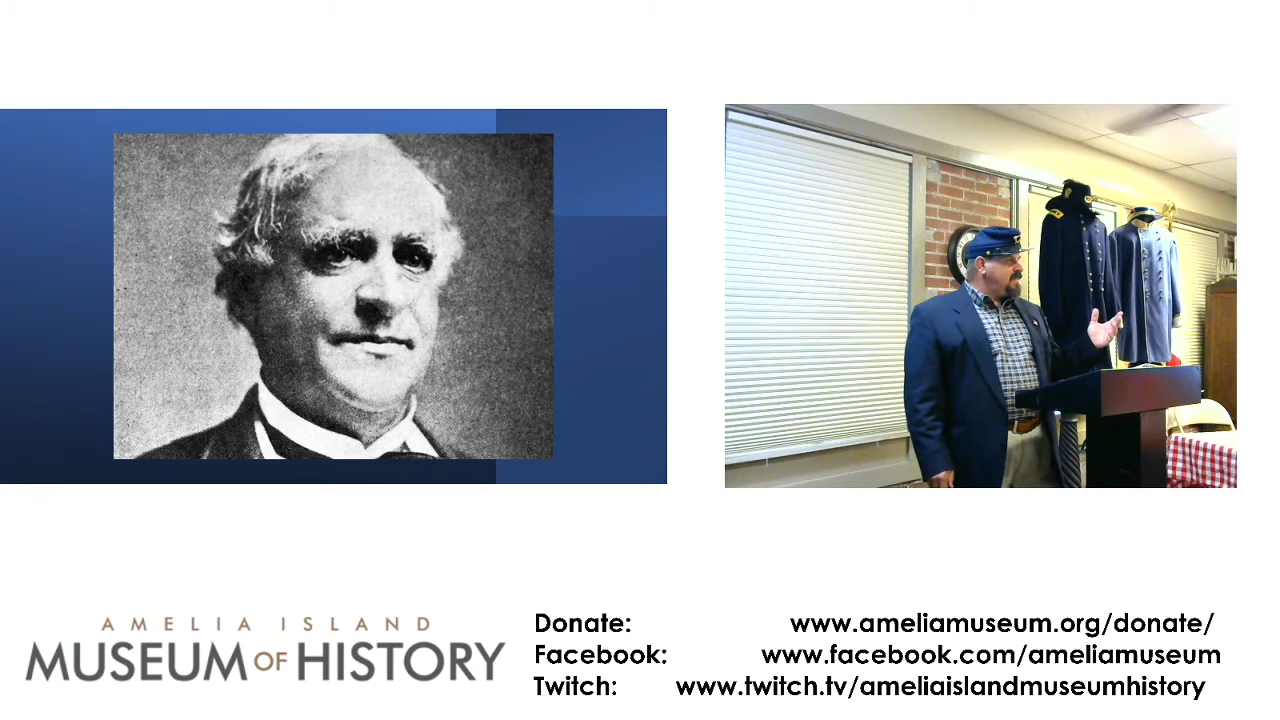 AMELIA ISLAND
MUSEUM OF HISTORY
Donate: www.ameliamuseum.org/donate/
Facebook: www.facebook.com/ameliamuseum
Twitch: www.twitch.tv/ameliaislandmuseumhistory